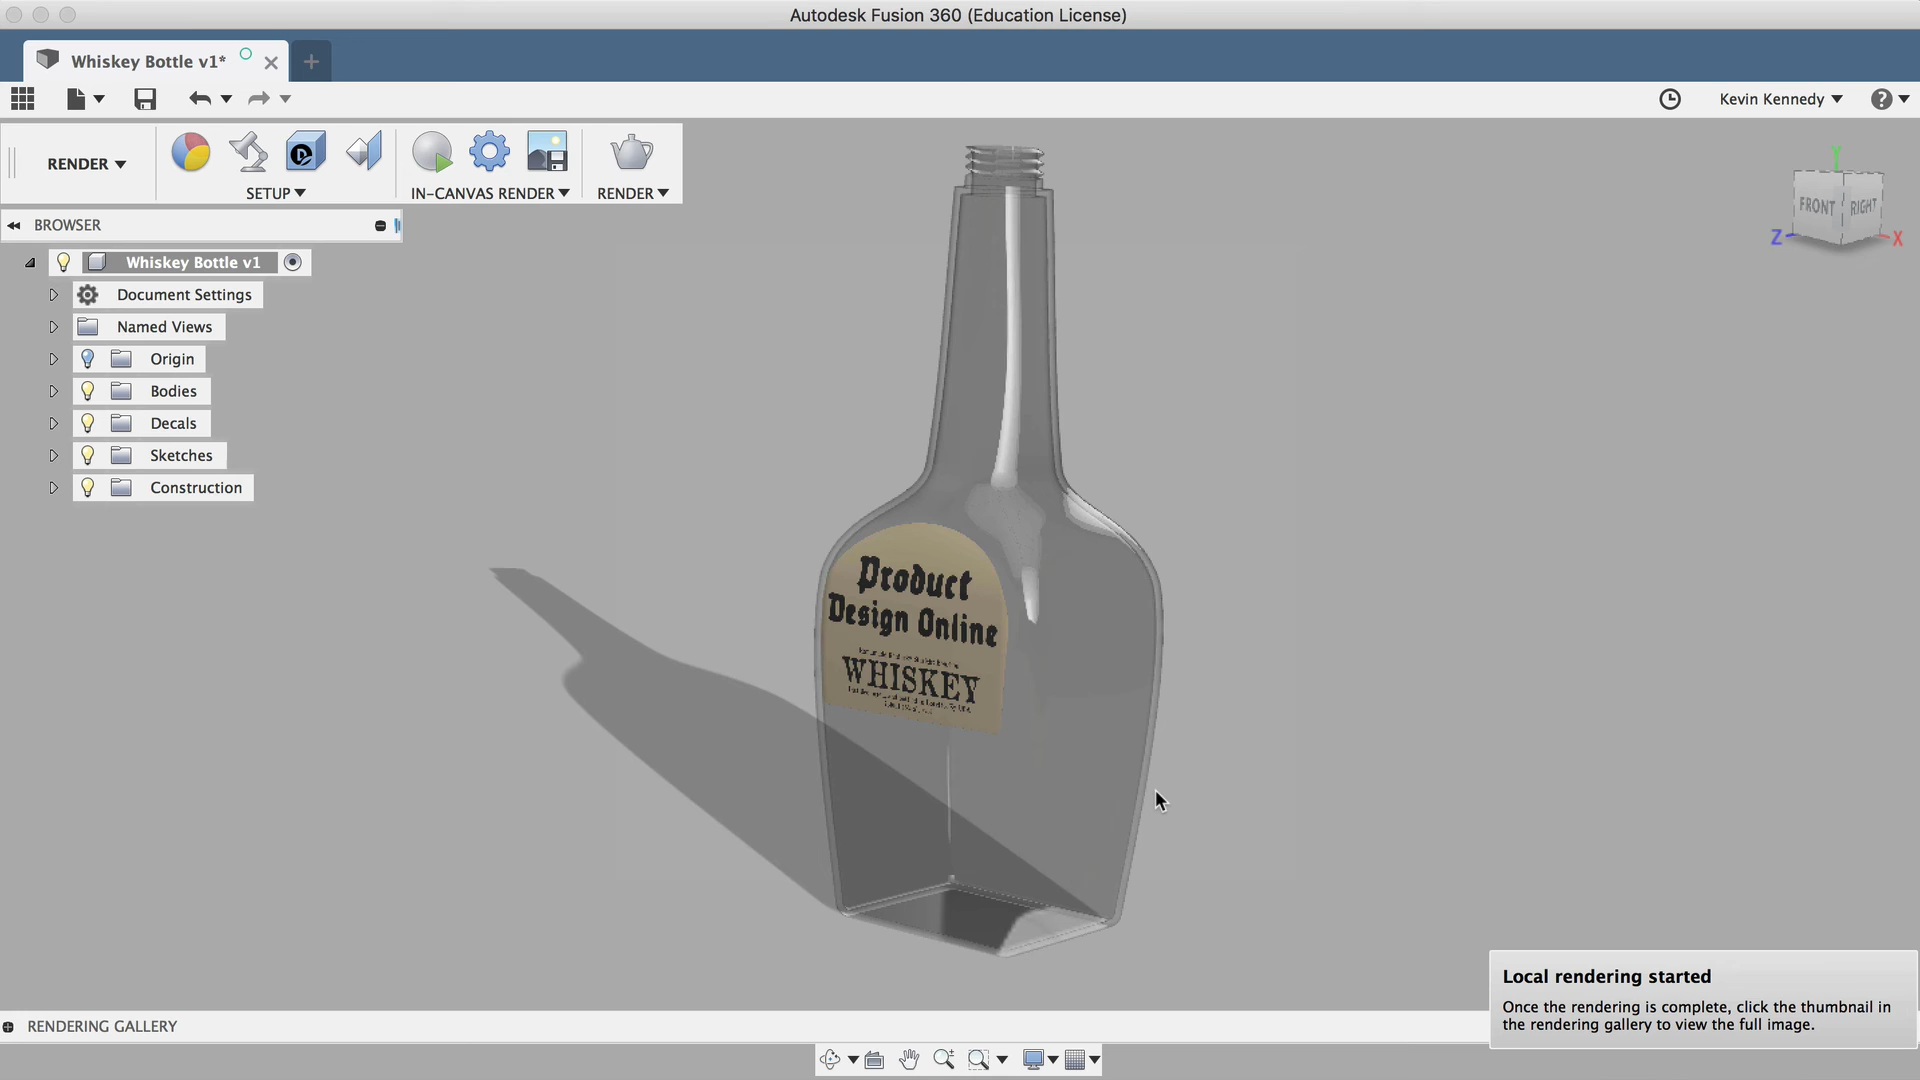 Autodesk Fusion 360 (Education License)
Whiskey Bottle v1*
Kevin Kennedy
RENDER
SETUP
IN-CANVAS RENDER
RENDER
BROWSER
Whiskey Bottle v1
Document Settings
Named Views
Origin
Bodies
Decals
Sketches
Construction
Y
FRONT
RIGHT
Z
X
Product
Design Online
WHISKEY
Local rendering started
Once the rendering is complete, click the thumbnail in
the rendering gallery to view the full image.
RENDERING GALLERY